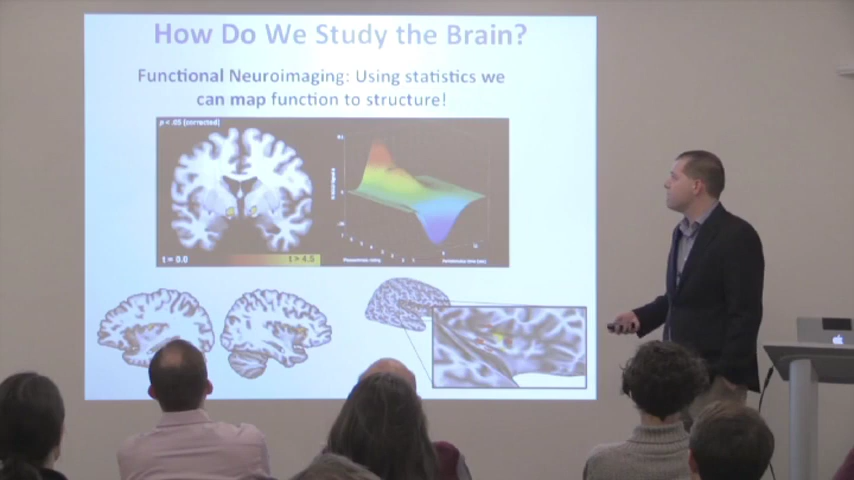 How Do We Study the Brain?
Functional Neuroimaging: Using statistics we
can map function to structure!
p < .05 (corrected)
t = 0.0
t > 4.5